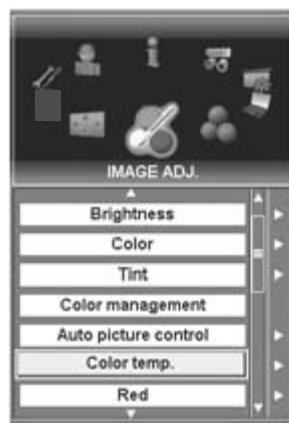 IMAGE ADJ.
Brightness
Color
Tint
Color management
Auto picture control
Color temp.
Red